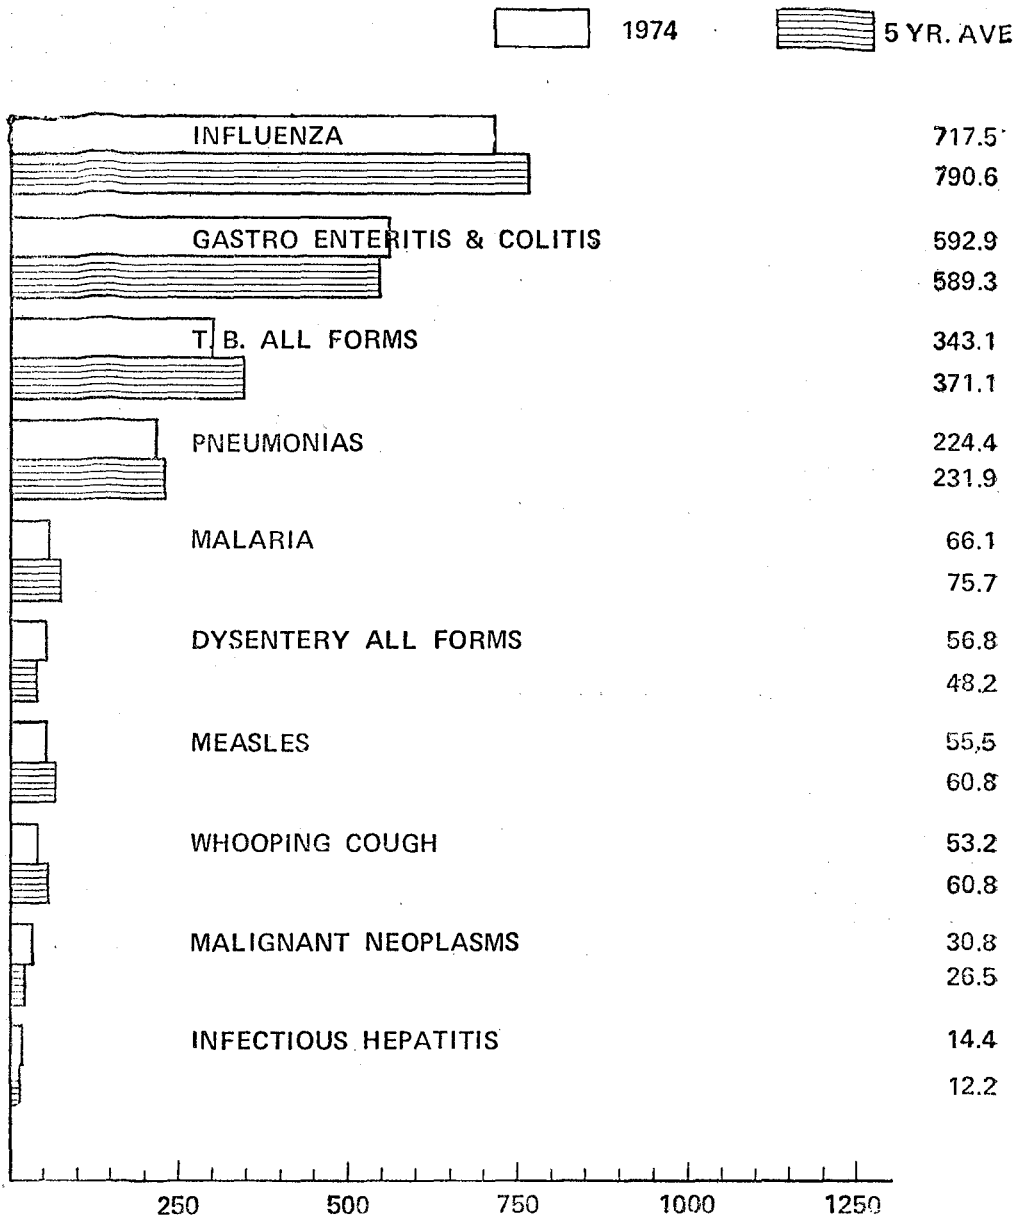 1974 5 YR. AVE
INFLUENZA 717.5
790.6
GASTRO ENTERITIS & COLITIS 592.9
589.3
T. B. ALL FORMS 343.1
371.1
PNEUMONIAS 224.4
231.9
MALARIA 66.1
75.7
DYSENTERY ALL FORMS 56.8
48.2
MEASLES 55.5
60.8
WHOOPING COUGH 53.2
60.8
MALIGNANT NEOPLASMS 30.8
26.5
INFECTIOUS HEPATITIS 14.4
12.2
250 500 750 1000 1250